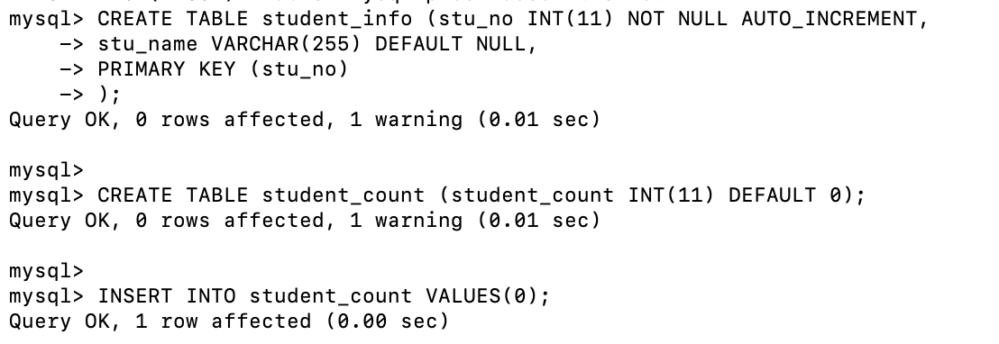 mysql> CREATE TABLE student_info (stu_no INT(11) NOT NULL AUTO_INCREMENT,
    -> stu_name VARCHAR(255) DEFAULT NULL,
    -> PRIMARY KEY (stu_no)
    -> );
Query OK, 0 rows affected, 1 warning (0.01 sec)

mysql>
mysql> CREATE TABLE student_count (student_count INT(11) DEFAULT 0);
Query OK, 0 rows affected, 1 warning (0.01 sec)

mysql>
mysql> INSERT INTO student_count VALUES(0);
Query OK, 1 row affected (0.00 sec)